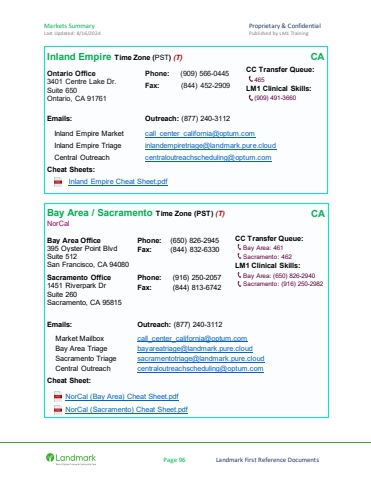 Markets Summary
Proprietary & Confidential
Last Updated: 8/16/2024
Published by LMK Training
Inland Empire Time Zone (PST) (T)
CA
Ontario Office
3401 Centre Lake Dr.
Suite 650
Ontario, CA 91761
Phone: (909) 566-0445
Fax: (844) 452-2909
CC Transfer Queue:
465
LM1 Clinical Skills:
(909) 491-3660
Emails:
Outreach: (877) 240-3112
Inland Empire Market
call_center_california@optum.com
Inland Empire Triage
inlandempiretriage@landmark.pure.cloud
Central Outreach
centraloutreachscheduling@optum.com
Cheat Sheets:
Inland Empire Cheat Sheet.pdf
Bay Area / Sacramento Time Zone (PST) (T)
CA
NorCal
Bay Area Office
395 Oyster Point Blvd
Suite 512
San Francisco, CA 94080
Phone: (650) 826-2945
Fax: (844) 832-6330
CC Transfer Queue:
Bay Area: 461
Sacramento: 462
LM1 Clinical Skills:
Bay Area: (650) 826-2940
Sacramento: (916) 250-2982
Sacramento Office
1451 Riverpark Dr
Suite 260
Sacramento, CA 95815
Phone: (916) 250-2057
Fax: (844) 813-6742
Emails:
Outreach: (877) 240-3112
Market Mailbox
call_center_california@optum.com
Bay Area Triage
bayareatriage@landmark.pure.cloud
Sacramento Triage
sacramentotriage@landmark.pure.cloud
Central Outreach
centraloutreachscheduling@optum.com
Cheat Sheet:
NorCal (Bay Area) Cheat Sheet.pdf
NorCal (Sacramento) Cheat Sheet.pdf
Landmark
Page 96
Landmark First Reference Documents